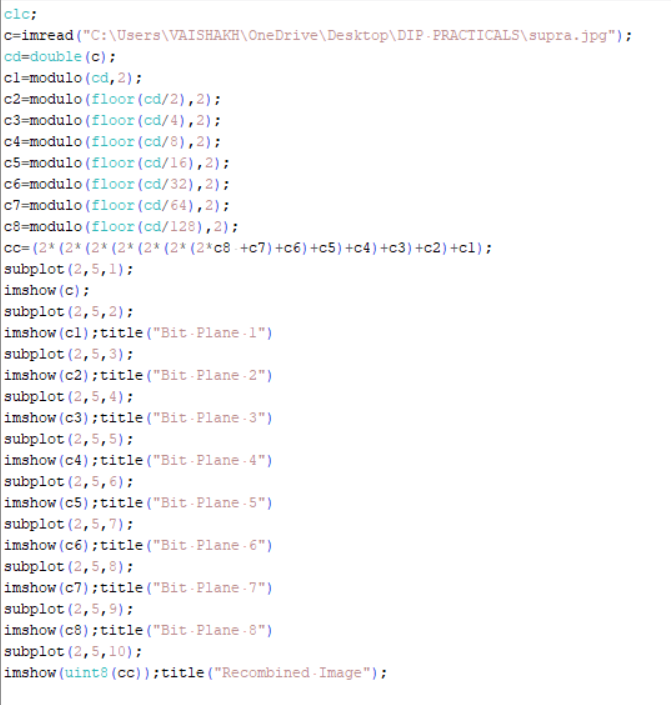 clc;
c=imread("C:\Users\VAISHAKH\OneDrive\Desktop\DIP PRACTICALS\supra.jpg");
cd=double(c);
c1=modulo(cd,2);
c2=modulo(floor(cd/2),2);
c3=modulo(floor(cd/4),2);
c4=modulo(floor(cd/8),2);
c5=modulo(floor(cd/16),2);
c6=modulo(floor(cd/32),2);
c7=modulo(floor(cd/64),2);
c8=modulo(floor(cd/128),2);
cc=(2*(2*(2*(2*(2*(2*(2*c8 +c7)+c6)+c5)+c4)+c3)+c2)+c1);
subplot(2,5,1);
imshow(c);
subplot(2,5,2);
imshow(c1);title("Bit Plane 1")
subplot(2,5,3);
imshow(c2);title("Bit Plane 2")
subplot(2,5,4);
imshow(c3);title("Bit Plane 3")
subplot(2,5,5);
imshow(c4);title("Bit Plane 4")
subplot(2,5,6);
imshow(c5);title("Bit Plane 5")
subplot(2,5,7);
imshow(c6);title("Bit Plane 6")
subplot(2,5,8);
imshow(c7);title("Bit Plane 7")
subplot(2,5,9);
imshow(c8);title("Bit Plane 8")
subplot(2,5,10);
imshow(uint8(cc));title("Recombined Image");